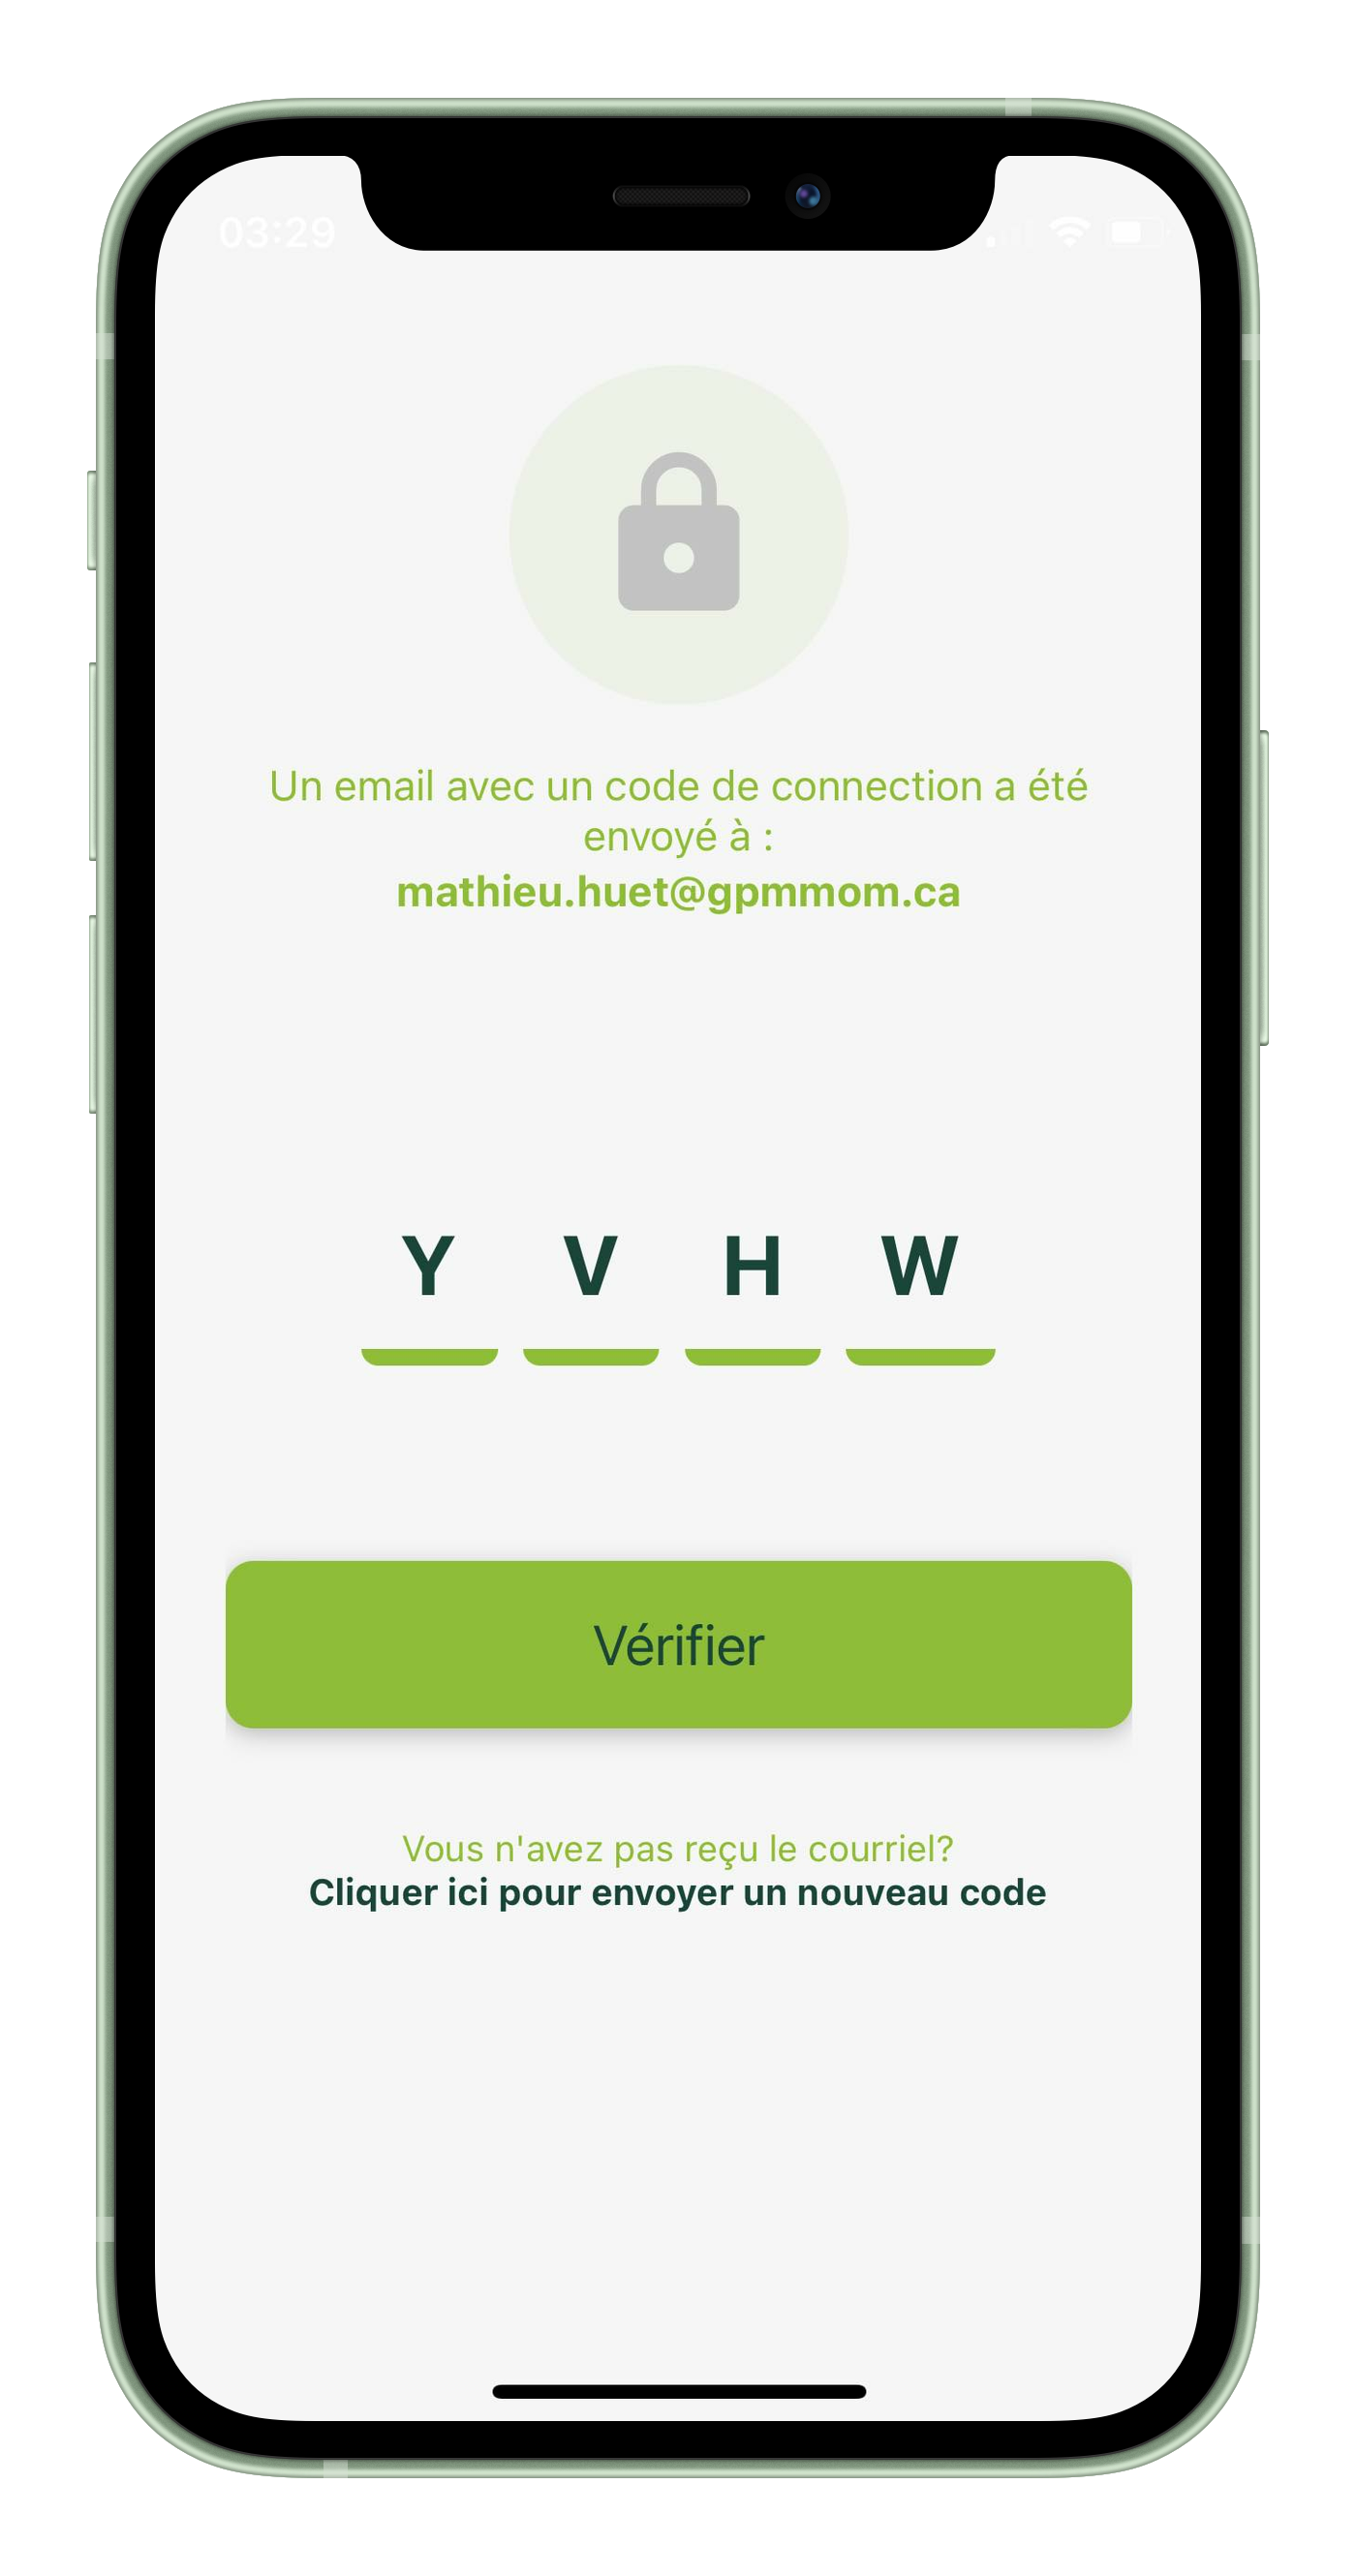 03:29
Un email avec un code de connection a été
envoyé à :
mathieu.huet@gpmmom.ca
Y V H W
Vérifier
Vous n'avez pas reçu le courriel?
Cliquer ici pour envoyer un nouveau code